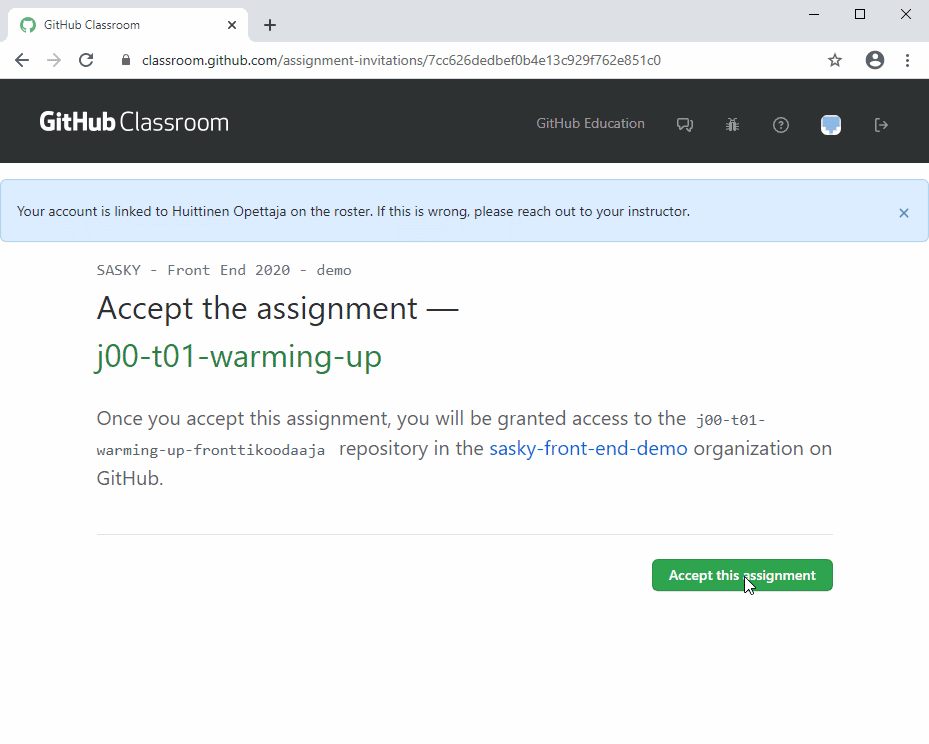 GitHub Classroom
classroom.github.com/assignment-invitations/7cc626dedbef0b4e13c929f762e851c0
GitHub Classroom
GitHub Education
Your account is linked to Huittinen Opettaja on the roster. If this is wrong, please reach out to your instructor.
SASKY - Front End 2020 - demo
Accept the assignment —
j00-t01-warming-up
Once you accept this assignment, you will be granted access to the j00-t01-
warming-up-fronttikoodaaja repository in the sasky-front-end-demo organization on
GitHub.
Accept this assignment